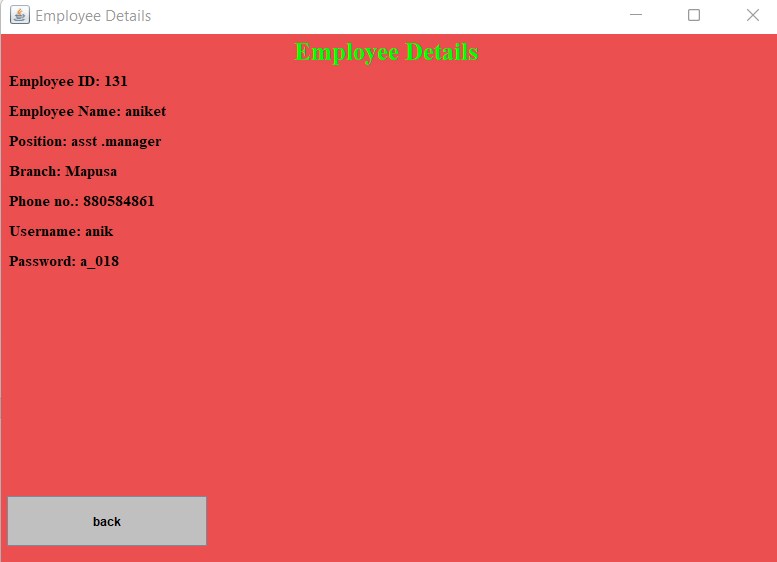 Employee Details
Employee Details
Employee ID: 131
Employee Name: aniket
Position: asst .manager
Branch: Mapusa
Phone no.: 880584861
Username: anik
Password: a_018
back